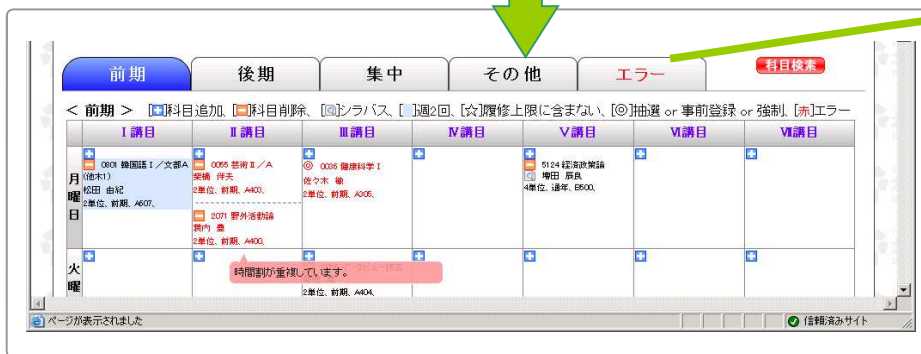 前期 後期 集中 その他 エラー 科目検索
< 前期 > [+]科目追加、[-]科目削除、[◎]シラバス、[ ]週2回、[☆]履修上限に含まない、[◎]抽選 or 事前登録 or 強制、[赤]エラー
Ⅰ講目 Ⅱ講目 Ⅲ講目 Ⅳ講目 Ⅴ講目 Ⅵ講目 Ⅶ講目
月曜日
0801 韓国語Ⅰ/文部A
(他木1)
松田 由紀
2単位、前期、A607、
0055 芸術Ⅱ/A
柴橋 伴夫
2単位、前期、A403、
2071 野外活動論
竹内 豊
2単位、前期、A400、
◎ 0036 健康科学Ⅰ
佐々木 敏
2単位、前期、A305、
5124 経済政策論
増田 辰良
4単位、通年、B500、
火曜
時間割が重複しています。
2単位、前期、A404、
ページが表示されました
信頼済みサイト